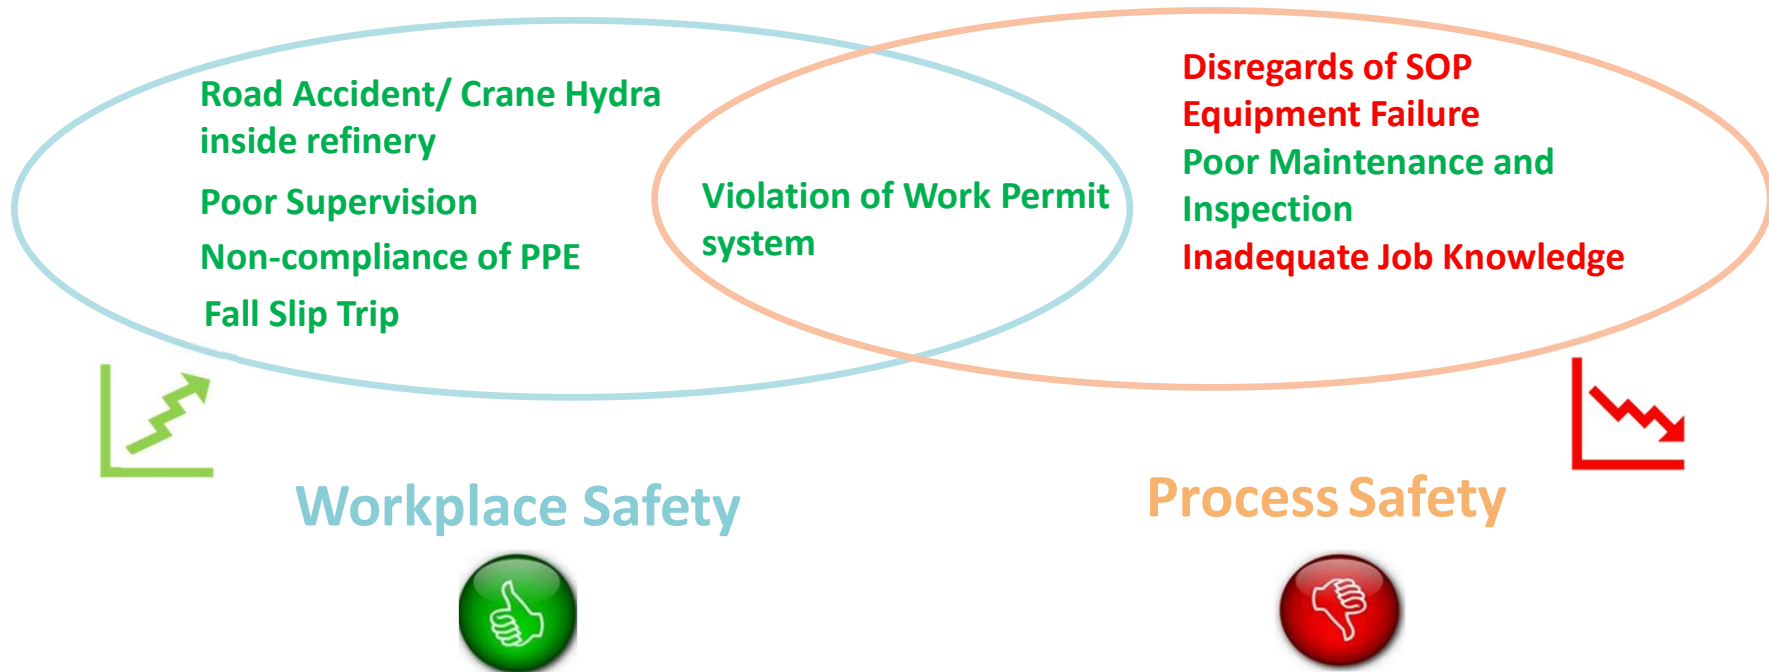 Road Accident/ Crane Hydra
inside refinery
Poor Supervision
Non-compliance of PPE
Fall Slip Trip
Violation of Work Permit
system
Disregards of SOP
Equipment Failure
Poor Maintenance and
Inspection
Inadequate Job Knowledge
Workplace Safety
Process Safety